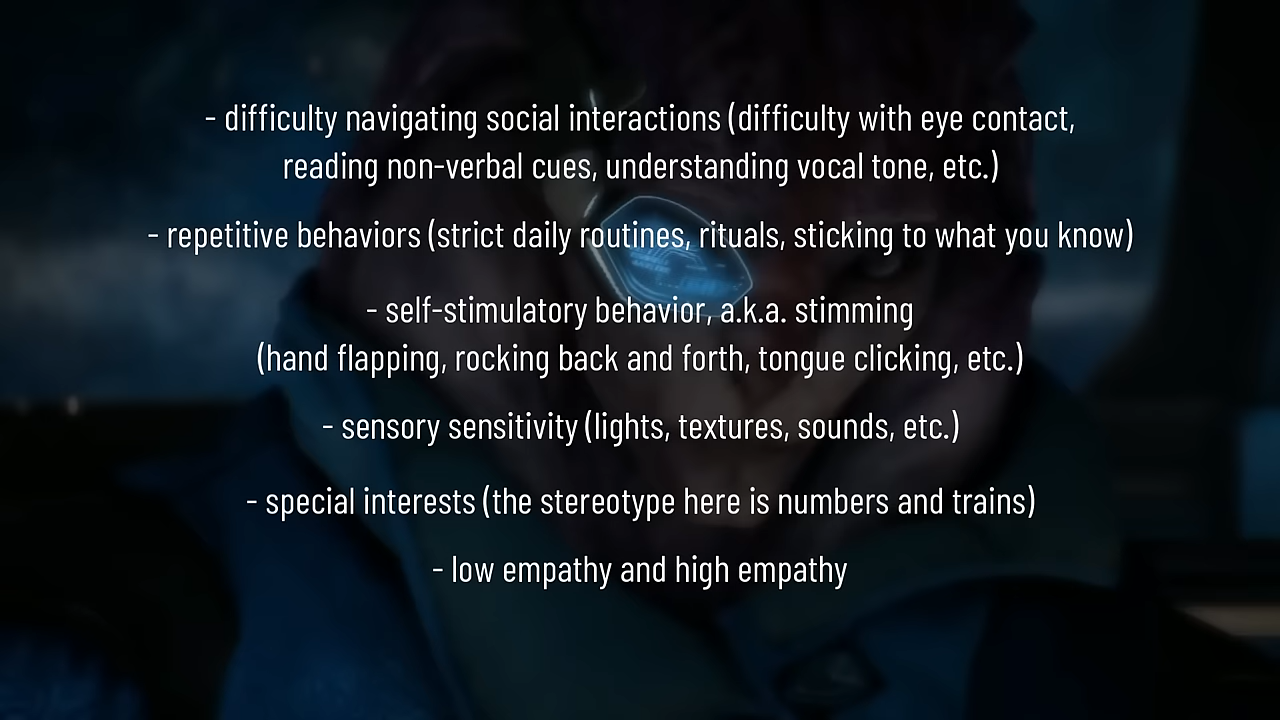 - difficulty navigating social interactions (difficulty with eye contact,
reading non-verbal cues, understanding vocal tone, etc.)
- repetitive behaviors (strict daily routines, rituals, sticking to what you know)
- self-stimulatory behavior, a.k.a. stimming
(hand flapping, rocking back and forth, tongue clicking, etc.)
- sensory sensitivity (lights, textures, sounds, etc.)
- special interests (the stereotype here is numbers and trains)
- low empathy and high empathy